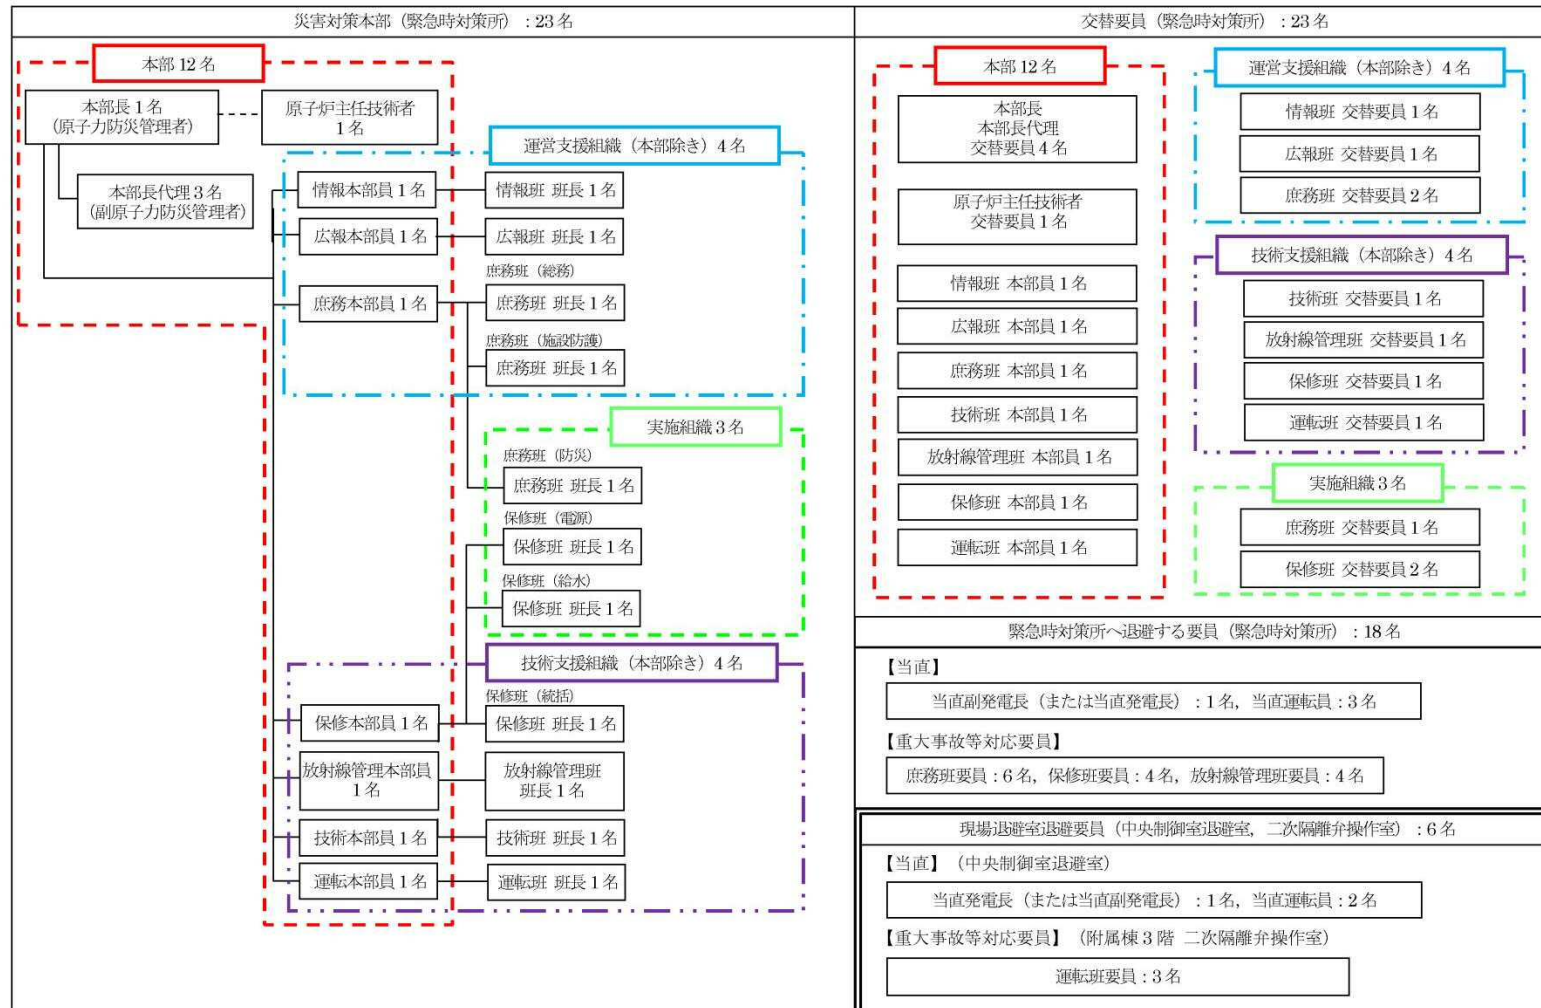 災害対策本部（緊急時対策所）：23名
本部 12名
本部長 1名
(原子力防災管理者)
原子炉主任技術者
1名
本部長代理 3名
(副原子力防災管理者)
運営支援組織（本部除き）4名
情報本部員 1名
情報班 班長 1名
広報本部員 1名
広報班 班長 1名
庶務班（総務）
庶務本部員 1名
庶務班 班長 1名
庶務班（施設防護）
庶務班 班長 1名
実施組織 3名
庶務班（防災）
庶務班 班長 1名
保修班（電源）
保修班 班長 1名
保修班（給水）
保修班 班長 1名
技術支援組織（本部除き）4名
保修班（統括）
保修本部員 1名
保修班 班長 1名
放射線管理本部員
1名
放射線管理班
班長 1名
技術本部員 1名
技術班 班長 1名
運転本部員 1名
運転班 班長 1名
交替要員（緊急時対策所）：23名
本部 12名
本部長
本部長代理
交替要員 4名
原子炉主任技術者
交替要員 1名
情報班 本部員 1名
広報班 本部員 1名
庶務班 本部員 1名
技術班 本部員 1名
放射線管理班 本部員 1名
保修班 本部員 1名
運転班 本部員 1名
運営支援組織（本部除き）4名
情報班 交替要員 1名
広報班 交替要員 1名
庶務班 交替要員 2名
技術支援組織（本部除き）4名
技術班 交替要員 1名
放射線管理班 交替要員 1名
保修班 交替要員 1名
運転班 交替要員 1名
実施組織 3名
庶務班 交替要員 1名
保修班 交替要員 2名
緊急時対策所へ退避する要員（緊急時対策所）：18名
【当直】
当直副発電長（または当直発電長）：1名，当直運転員：3名
【重大事故等対応要員】
庶務班要員：6名，保修班要員：4名，放射線管理班要員：4名
現場退避室退避要員（中央制御室退避室，二次隔離弁操作室）：6名
【当直】（中央制御室退避室）
当直発電長（または当直副発電長）：1名，当直運転員：2名
【重大事故等対応要員】（附属棟3階 二次隔離弁操作室）
運転班要員：3名